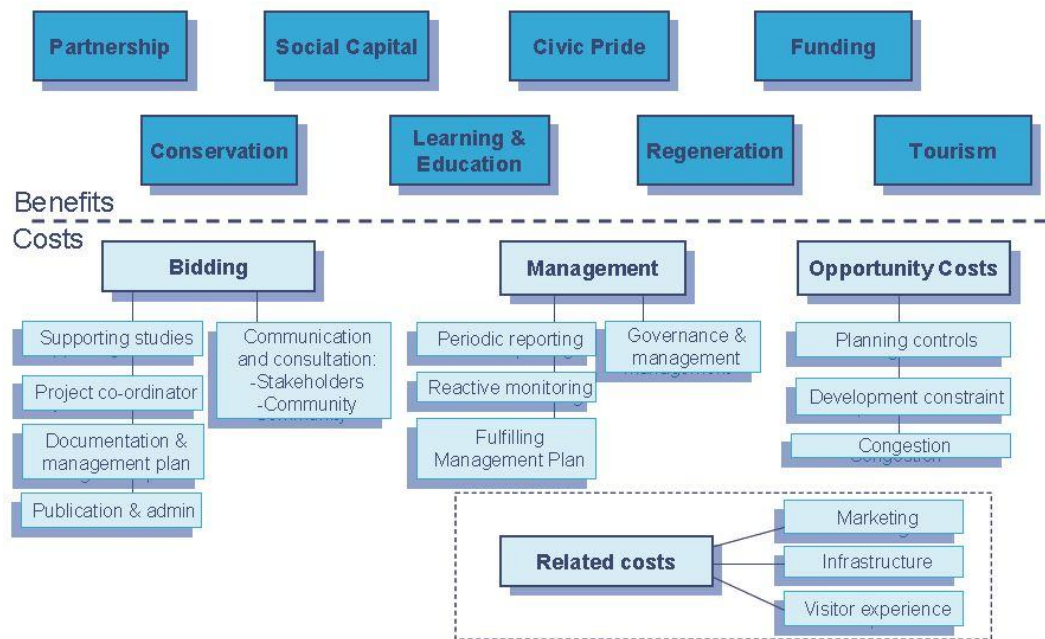 Partnership
Social Capital
Civic Pride
Funding
Conservation
Learning &
Education
Regeneration
Tourism
Benefits
Costs
Bidding
Supporting studies
Project co-ordinator
Documentation &
management plan
Publication & admin
Communication
and consultation:
-Stakeholders
-Community
Management
Periodic reporting
Reactive monitoring
Fulfilling
Management Plan
Governance &
management
Opportunity Costs
Planning controls
Development constraint
Congestion
Related costs
Marketing
Infrastructure
Visitor experience